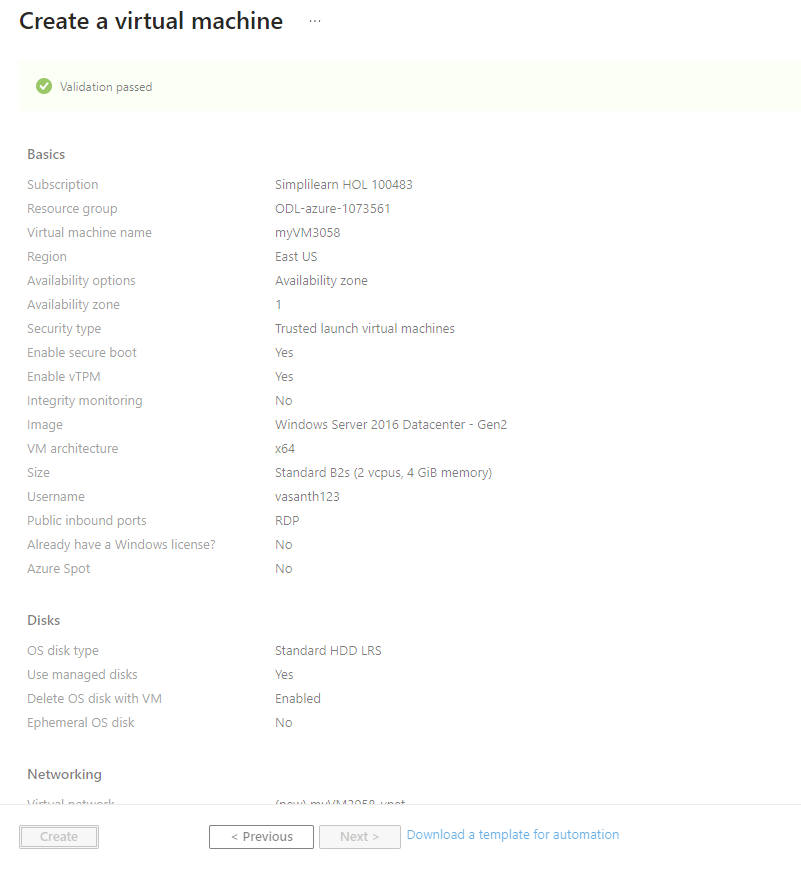 Create a virtual machine ...
Validation passed
Basics
Subscription Simplilearn HOL 100483
Resource group ODL-azure-1073561
Virtual machine name myVM3058
Region East US
Availability options Availability zone
Availability zone 1
Security type Trusted launch virtual machines
Enable secure boot Yes
Enable vTPM Yes
Integrity monitoring No
Image Windows Server 2016 Datacenter - Gen2
VM architecture x64
Size Standard B2s (2 vcpus, 4 GiB memory)
Username vasanth123
Public inbound ports RDP
Already have a Windows license? No
Azure Spot No
Disks
OS disk type Standard HDD LRS
Use managed disks Yes
Delete OS disk with VM Enabled
Ephemeral OS disk No
Networking
Virtual network (new) myVM3058-vnet
Create < Previous Next > Download a template for automation